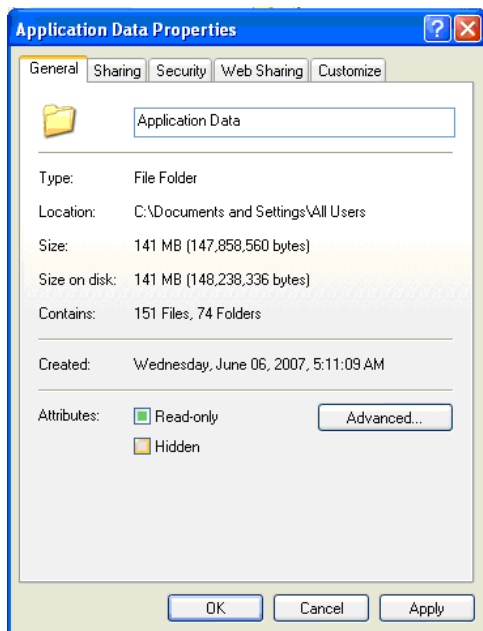 Application Data Properties
General Sharing Security Web Sharing Customize
Application Data
Type: File Folder
Location: C:\Documents and Settings\All Users
Size: 141 MB (147,858,560 bytes)
Size on disk: 141 MB (148,238,336 bytes)
Contains: 151 Files, 74 Folders
Created: Wednesday, June 06, 2007, 5:11:09 AM
Attributes: Read-only Advanced...
Hidden
OK Cancel Apply